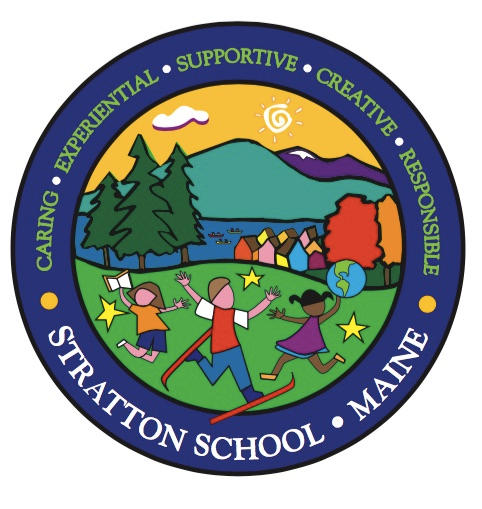 CARING • EXPERIENTIAL • SUPPORTIVE • CREATIVE • RESPONSIBLE
STRATTON SCHOOL • MAINE